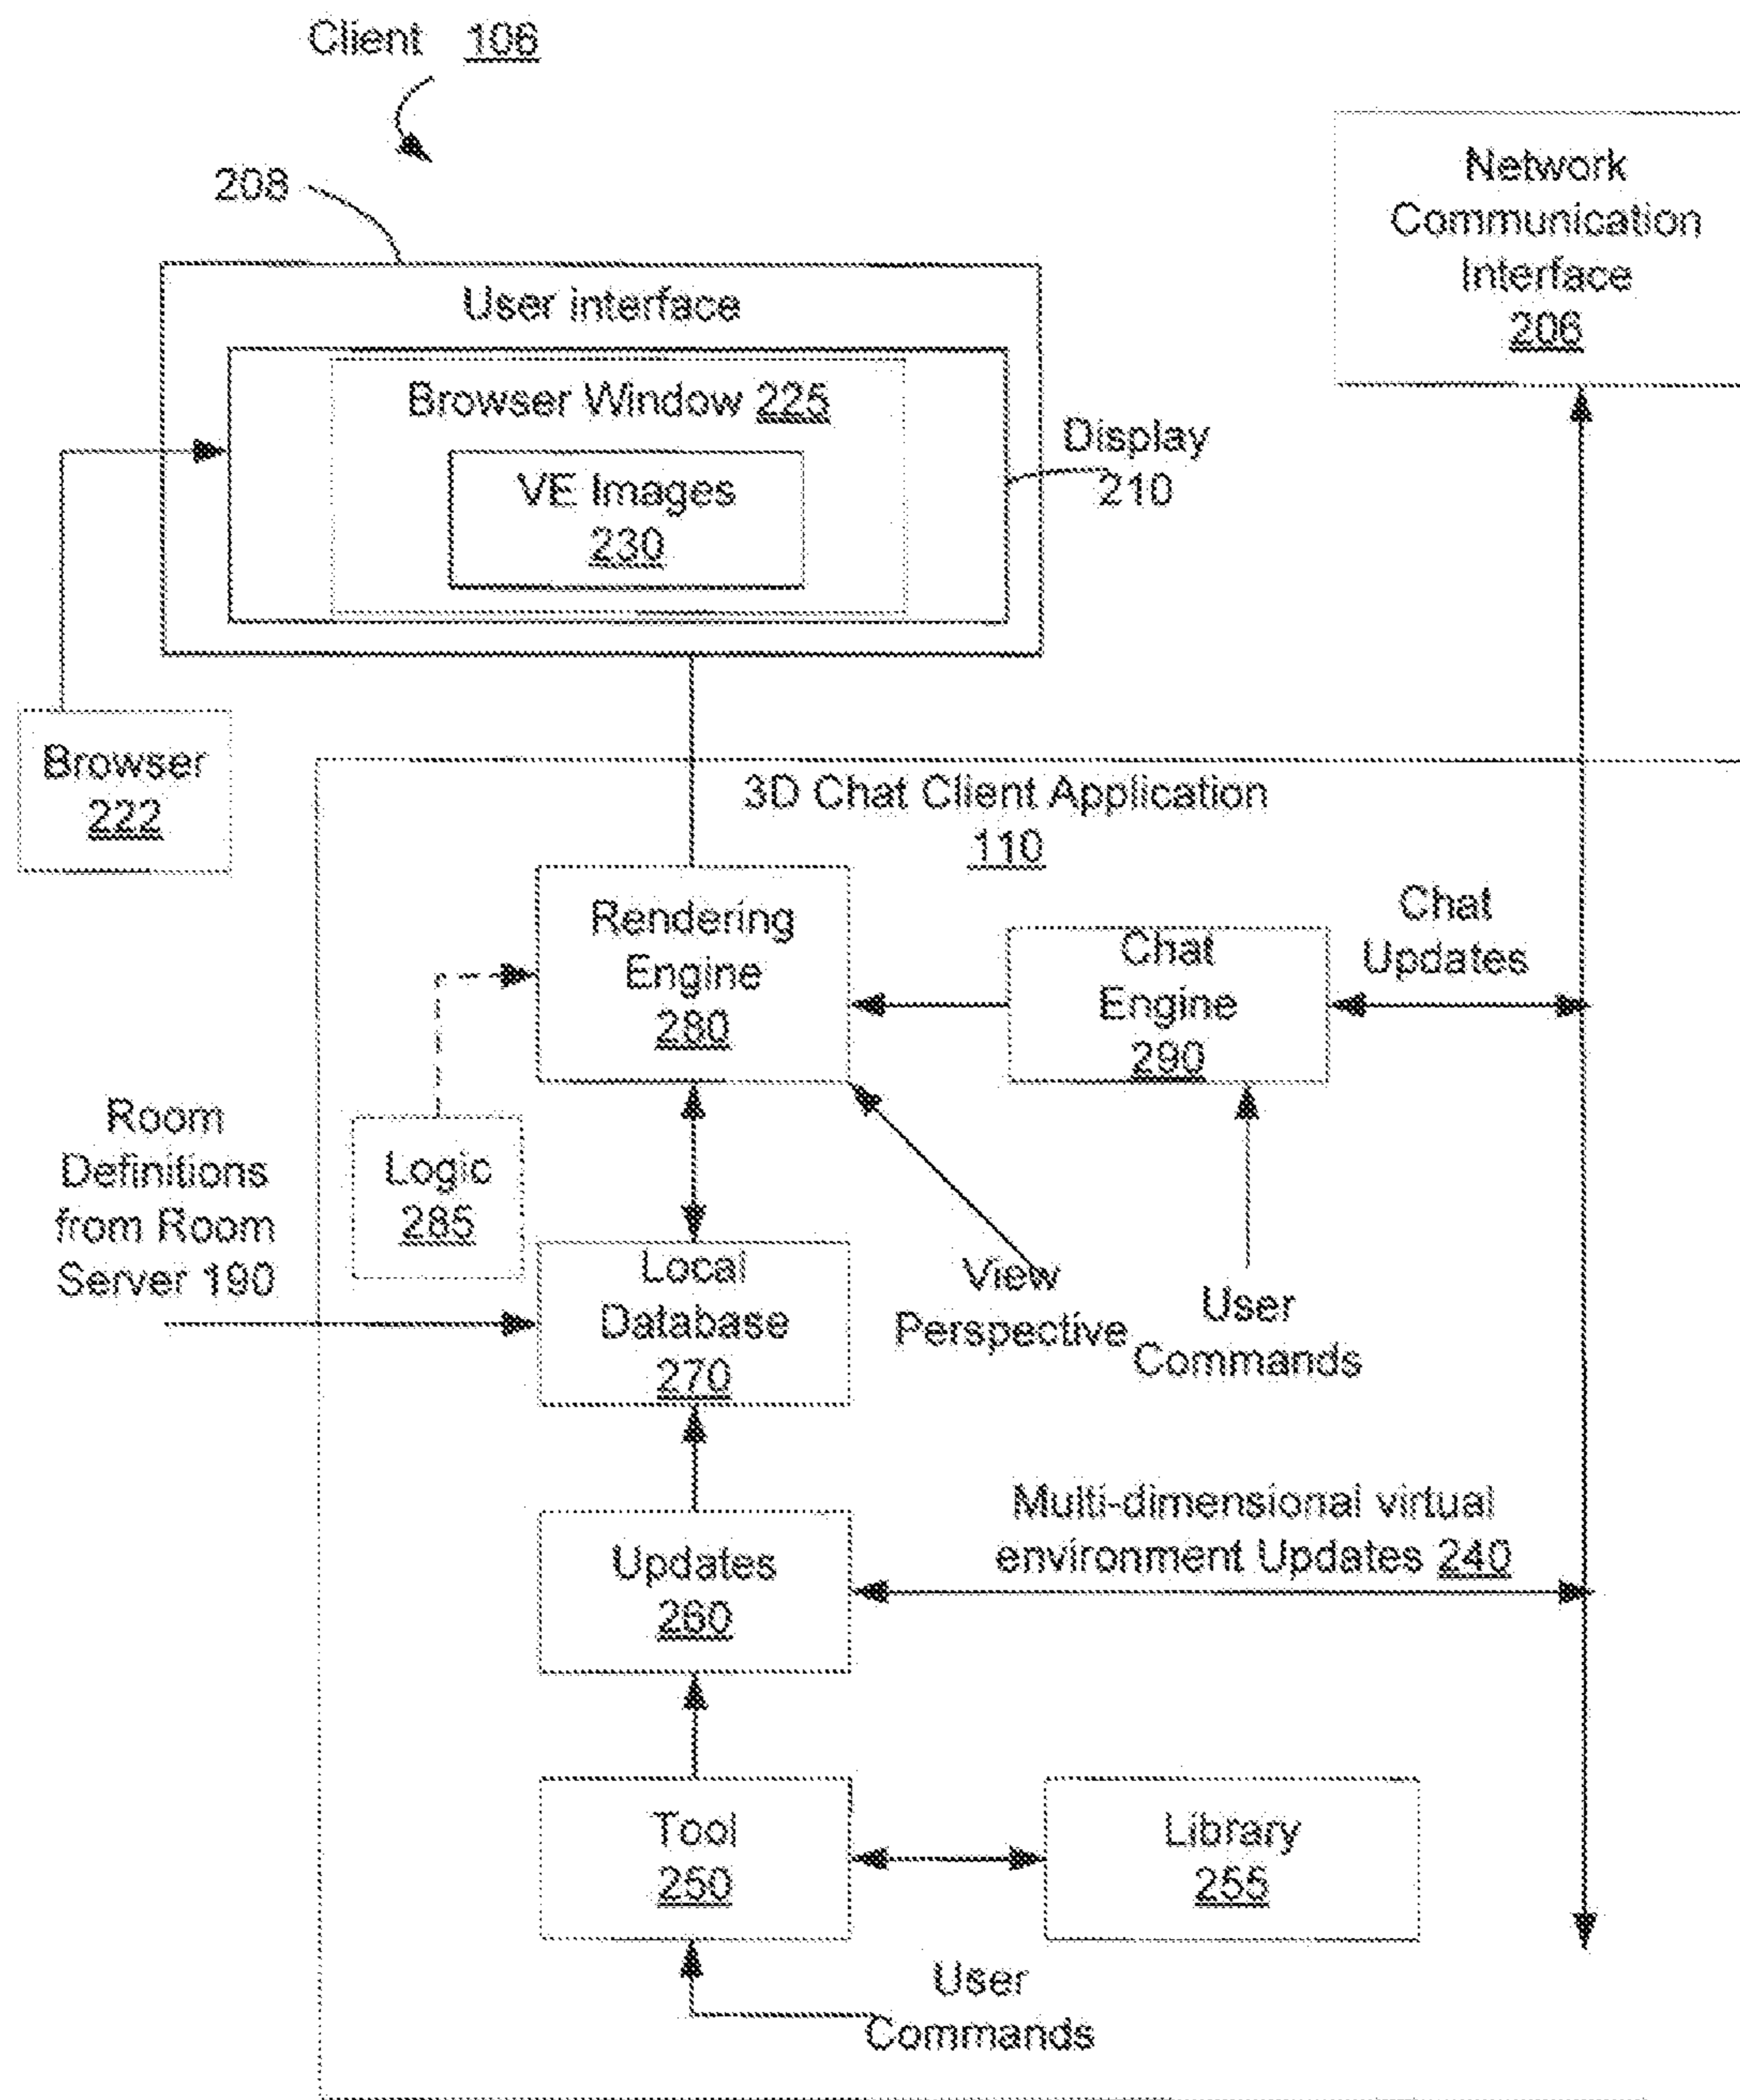 Client 106
208
User interface
Browser Window 225
VE Images
230
Display
210
Network
Communication
Interface
206
Browser
222
3D Chat Client Application
110
Rendering
Engine
280
Chat
Engine
290
Chat
Updates
Room
Definitions
from Room
Server 190
Logic
285
Local
Database
270
View
Perspective
User
Commands
Updates
260
Multi-dimensional virtual
environment Updates 240
Tool
250
Library
255
User
Commands